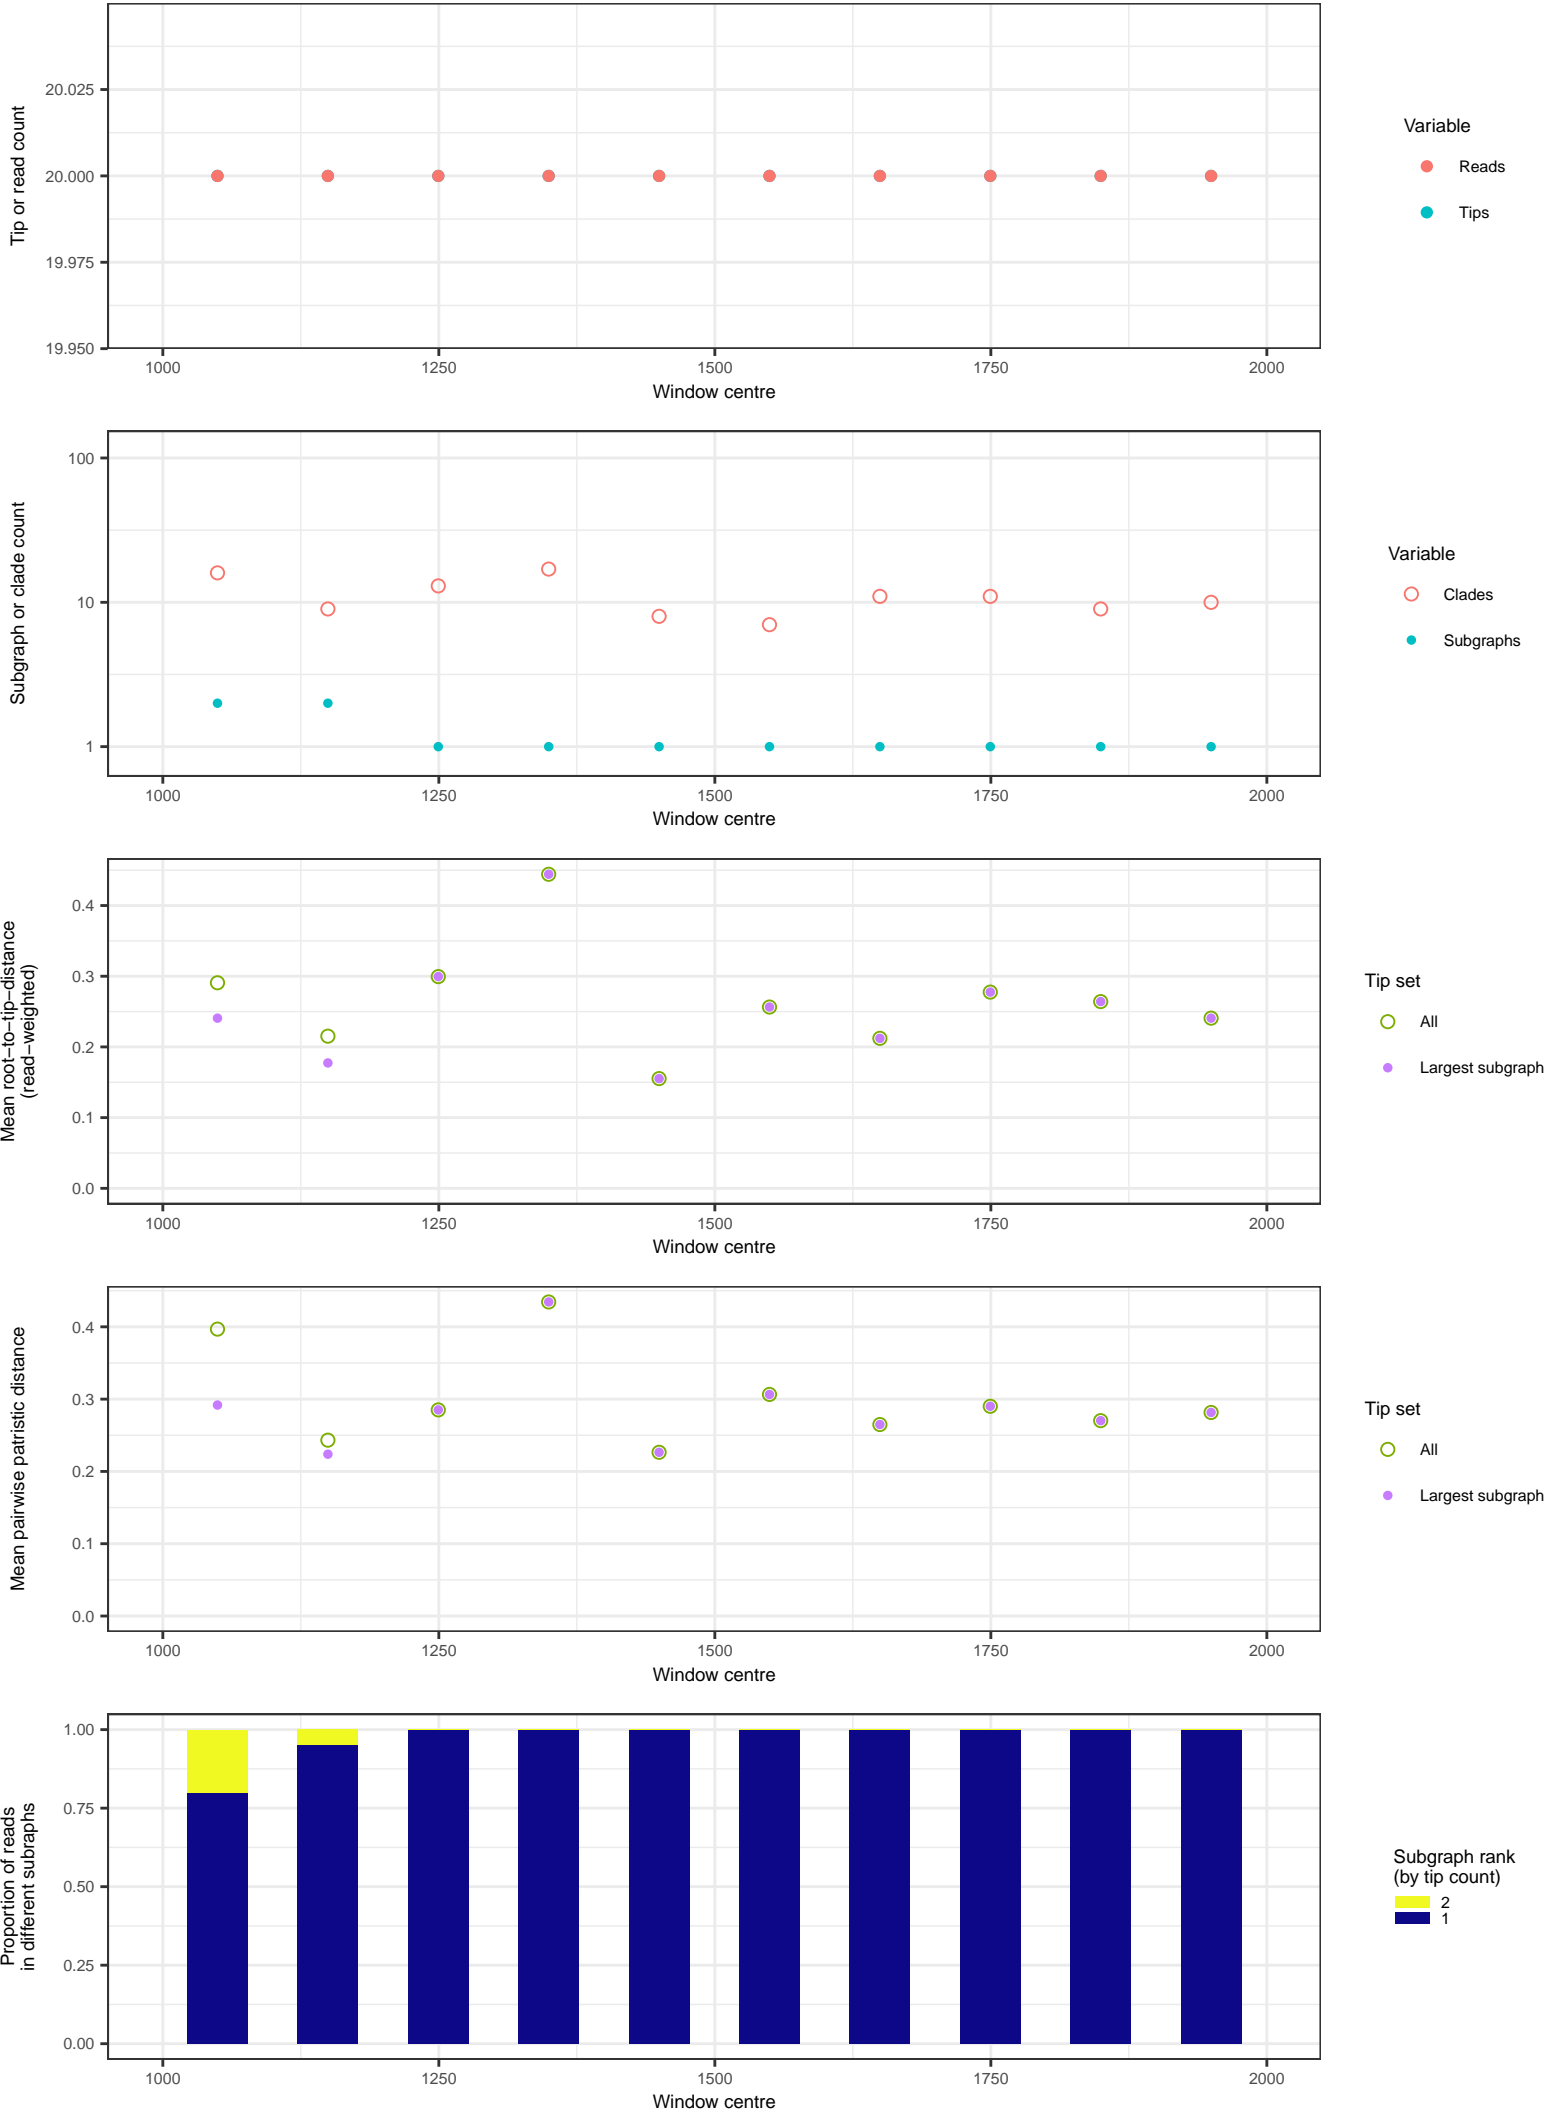 Tip or read count
20.025
20.000
19.975
19.950
1000
1250
1500
1750
2000
Window centre
Variable
Reads
Tips
Subgraph or clade count
100
10
1
1000
1250
1500
1750
2000
Window centre
Variable
Clades
Subgraphs
Mean root−to−tip−distance
(read−weighted)
0.4
0.3
0.2
0.1
0.0
1000
1250
1500
1750
2000
Window centre
Tip set
All
Largest subgraph
Mean pairwise patristic distance
0.4
0.3
0.2
0.1
0.0
1000
1250
1500
1750
2000
Window centre
Tip set
All
Largest subgraph
Proportion of reads
in different subraphs
1.00
0.75
0.50
0.25
0.00
1000
1250
1500
1750
2000
Window centre
Subgraph rank
(by tip count)
2
1